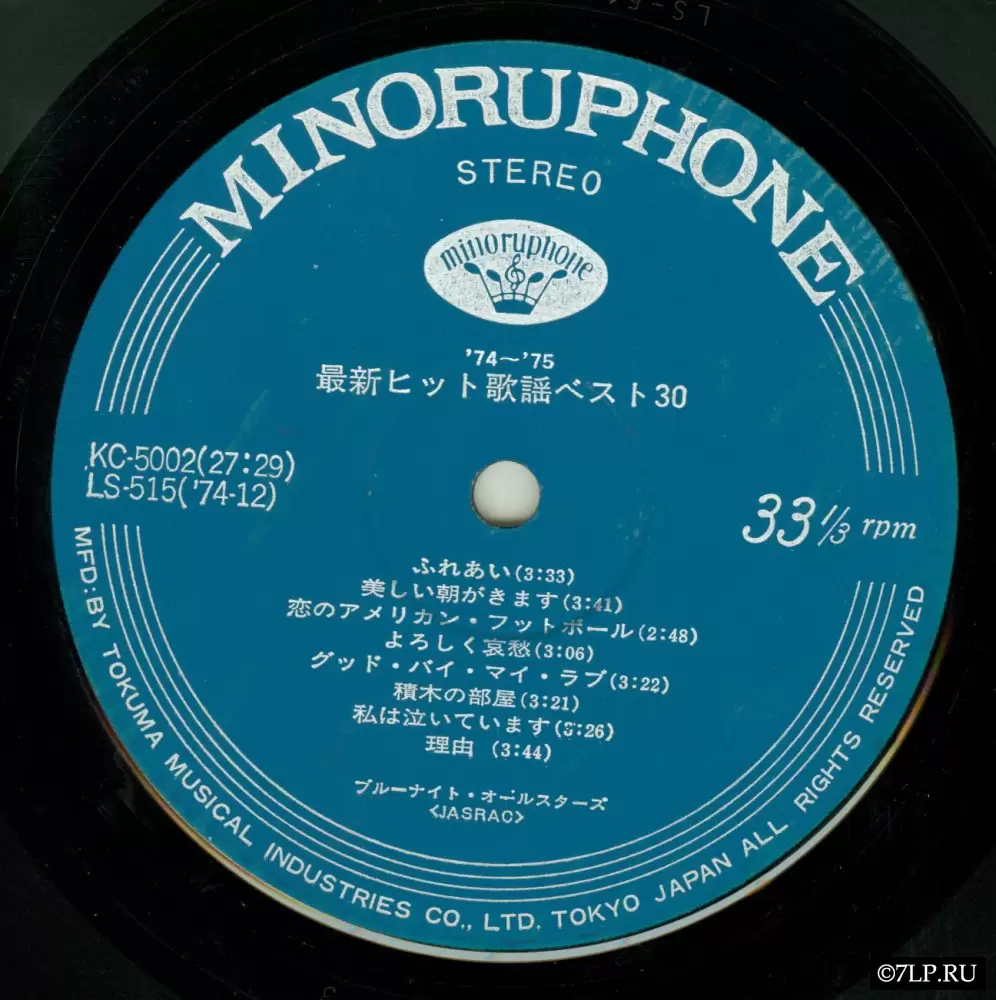 MINORUPHONE
STEREO
minoruphone
'74～'75
最新ヒット歌謡ベスト30
KC-5002(27:29)
LS-515('74-12)
33 1/3 rpm
ふれあい(3:33)
美しい朝がきます(3:41)
恋のアメリカン・フットボール(2:48)
よろしく哀愁(3:06)
グッド・バイ・マイ・ラブ(3:22)
積木の部屋(3:21)
私は泣いています(3:26)
理由 (3:44)
ブルーナイト・オールスターズ
<JASRAC>
MFD:BY TOKUMA MUSICAL INDUSTRIES CO., LTD. TOKYO JAPAN ALL RIGHTS RESERVED
©7LP.RU